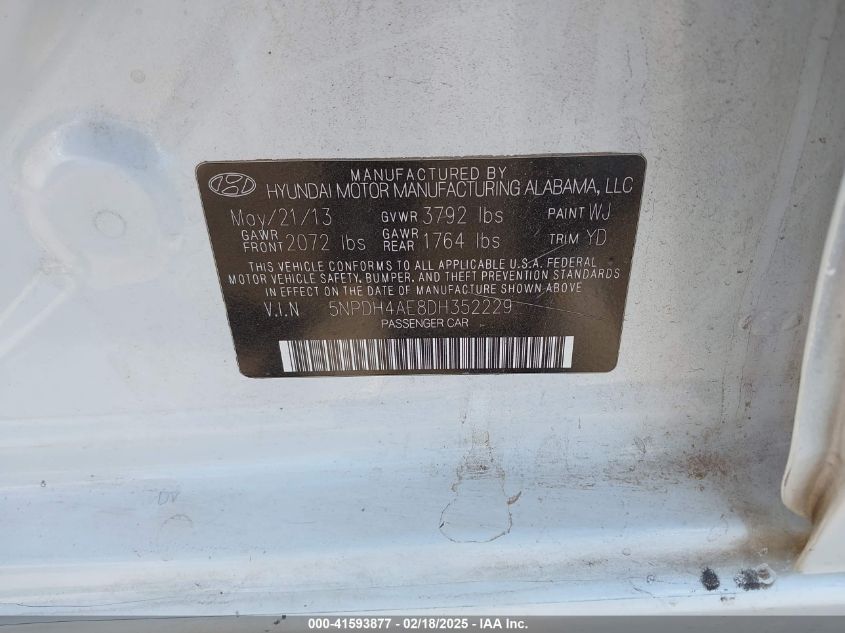 MANUFACTURED BY
HYUNDAI MOTOR MANUFACTURING ALABAMA, LLC
May/21/13 GVWR 3792 lbs PAINT WJ
GAWR FRONT 2072 lbs GAWR REAR 1764 lbs TRIM YD
THIS VEHICLE CONFORMS TO ALL APPLICABLE U.S.A. FEDERAL
MOTOR VEHICLE SAFETY, BUMPER, AND THEFT PREVENTION STANDARDS
IN EFFECT ON THE DATE OF MANUFACTURE SHOWN ABOVE
V.I.N 5NPDH4AE8DH352229
PASSENGER CAR
000-41593877 - 02/18/2025 - IAA Inc.